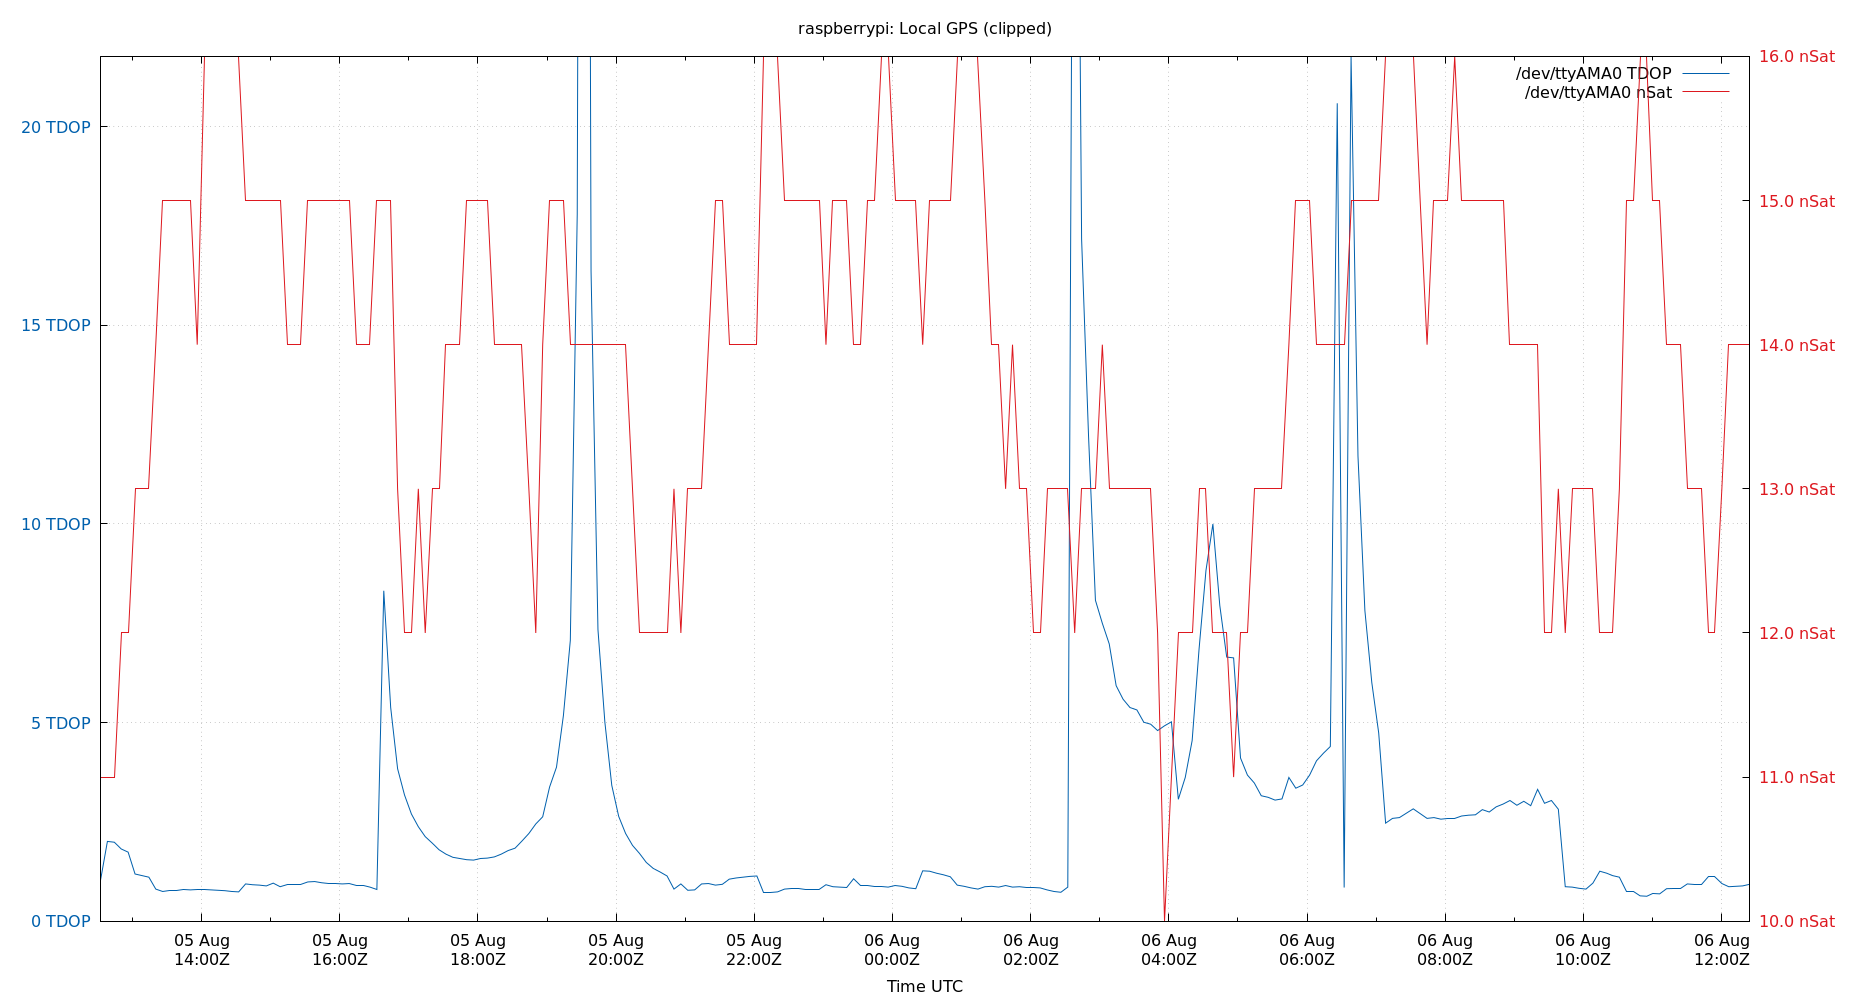 raspberrypi: Local GPS (clipped)
/dev/ttyAMA0 TDOP
/dev/ttyAMA0 nSat
20 TDOP
15 TDOP
10 TDOP
5 TDOP
0 TDOP
16.0 nSat
15.0 nSat
14.0 nSat
13.0 nSat
12.0 nSat
11.0 nSat
10.0 nSat
05 Aug
14:00Z
05 Aug
16:00Z
05 Aug
18:00Z
05 Aug
20:00Z
05 Aug
22:00Z
06 Aug
00:00Z
06 Aug
02:00Z
06 Aug
04:00Z
06 Aug
06:00Z
06 Aug
08:00Z
06 Aug
10:00Z
06 Aug
12:00Z
Time UTC